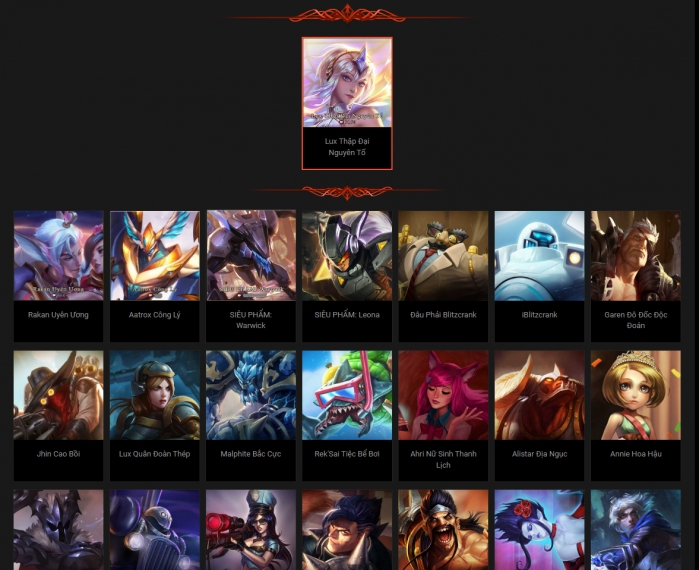 Lux Thập Đại
Nguyên Tố
Rakan Uyên Ương
Aatrox Công Lý
SIÊU PHẨM:
Warwick
SIÊU PHẨM: Leona
Đầu Phải Blitzcrank
iBlitzcrank
Garen Đô Đốc Độc
Đoán
Jhin Cao Bồi
Lux Quân Đoàn Thép
Malphite Bắc Cực
Rek'Sai Tiệc Bể Bơi
Ahri Nữ Sinh Thanh
Lịch
Alistar Địa Ngục
Annie Hoa Hậu